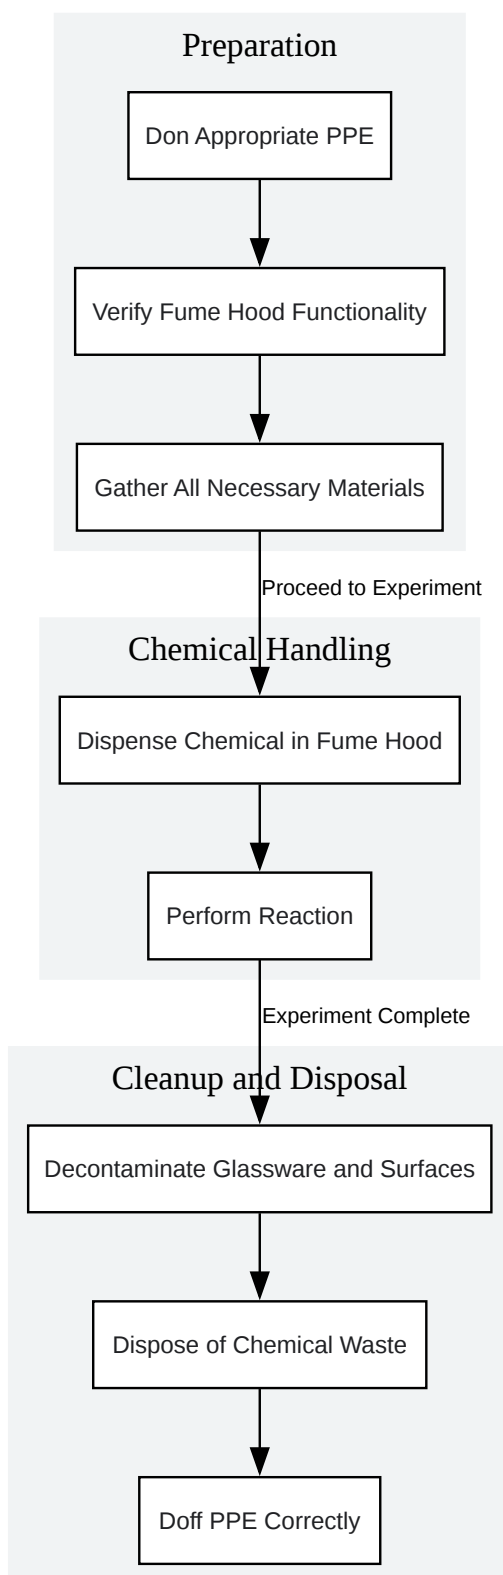 Preparation
Don Appropriate PPE
Verify Fume Hood Functionality
Gather All Necessary Materials
Proceed to Experiment
Chemical Handling
Dispense Chemical in Fume Hood
Perform Reaction
Experiment Complete
Cleanup and Disposal
Decontaminate Glassware and Surfaces
Dispose of Chemical Waste
Doff PPE Correctly